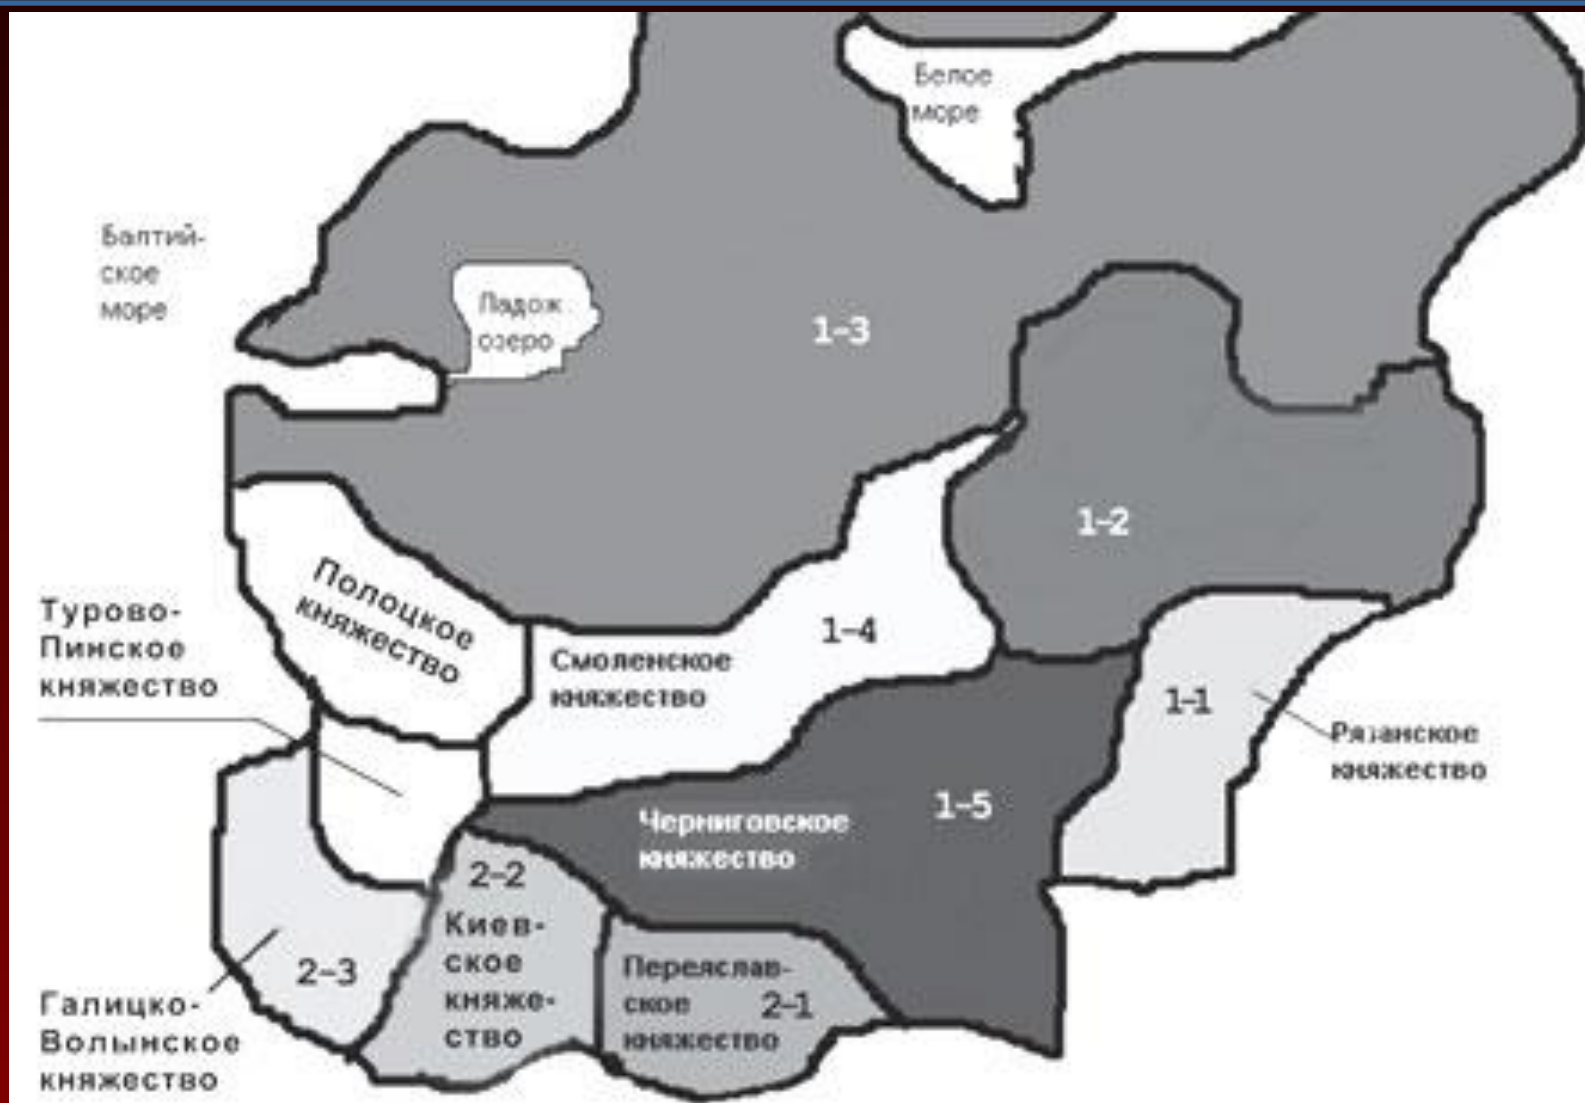 Белое
море
Балтий-
ское
море
Ладож
озеро
1-3
1-2
Полоцкое
княжество
Турово-
Пинское
княжество
1-4
Смоленское
княжество
1-1
Рязанское
княжество
1-5
Черниговское
княжество
2-2
Киев-
ское
княже-
ство
Переяслав-
ское 2-1
княжество
2-3
Галицко-
Волынское
княжество